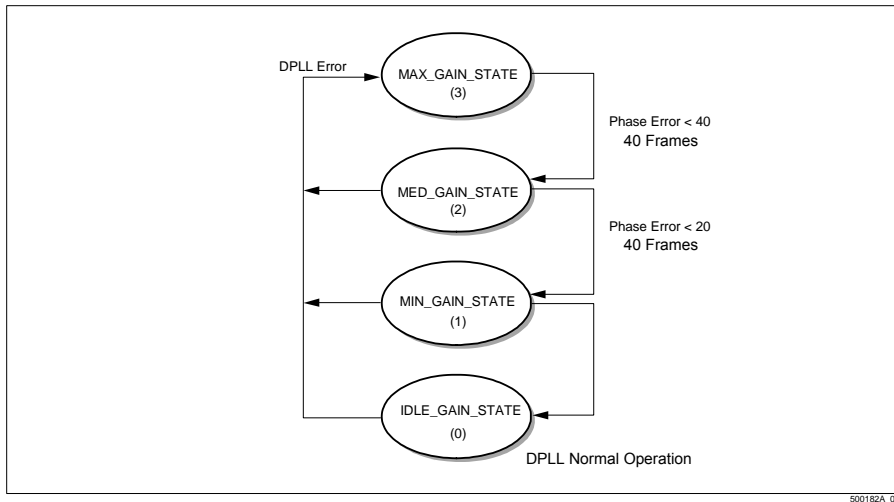 DPLL Error
MAX_GAIN_STATE
(3)
Phase Error < 40
40 Frames
MED_GAIN_STATE
(2)
Phase Error < 20
40 Frames
MIN_GAIN_STATE
(1)
IDLE_GAIN_STATE
(0)
DPLL Normal Operation